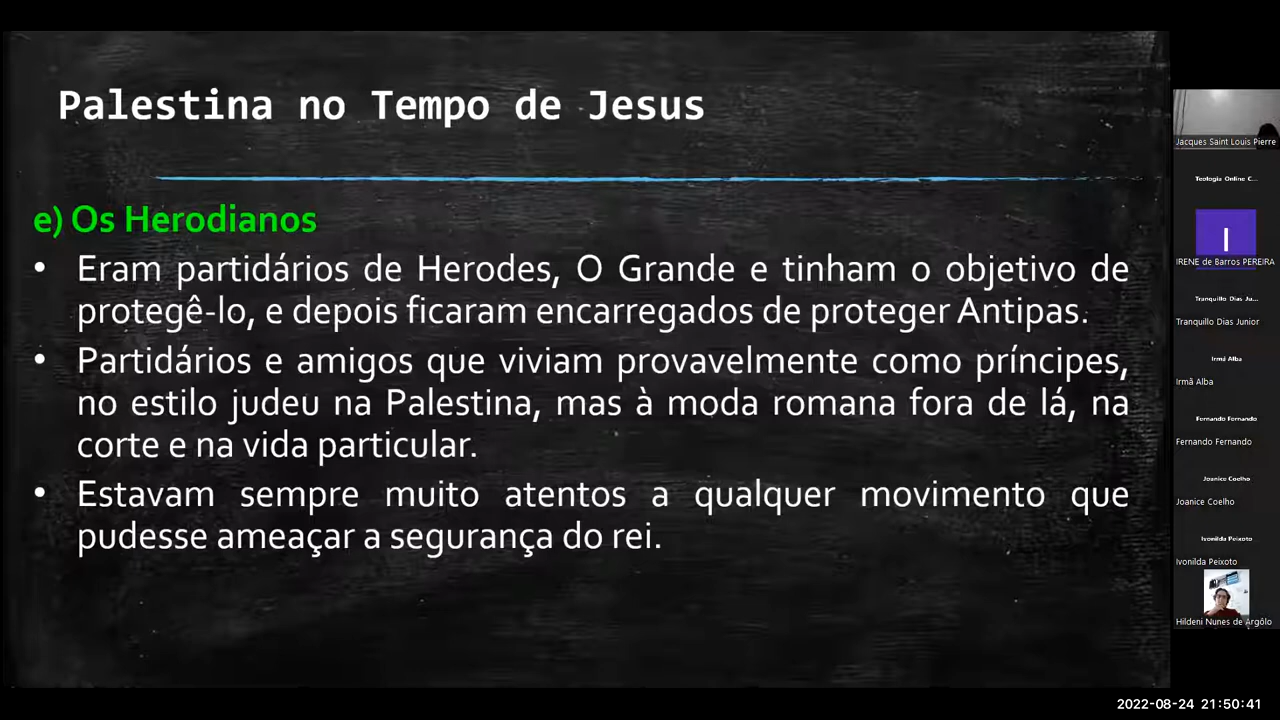 Palestina no Tempo de Jesus
e) Os Herodianos
• Eram partidários de Herodes, O Grande e tinham o objetivo de
protegê-lo, e depois ficaram encarregados de proteger Antipas.
• Partidários e amigos que viviam provavelmente como príncipes,
no estilo judeu na Palestina, mas à moda romana fora de lá, na
corte e na vida particular.
• Estavam sempre muito atentos a qualquer movimento que
pudesse ameaçar a segurança do rei.
Jacques Saint Louis Pierre
Teologia Online C...
I
IRENE de Barros PEREIRA
Tranquillo Dias Ju...
Tranquillo Dias Junior
Irmã Alba
Irmã Alba
Fernando Fernando
Fernando Fernando
Joanice Coelho
Joanice Coelho
Ivonilda Peixoto
Ivonilda Peixoto
Hildeni Nunes de Argôlo
2022-08-24 21:50:41